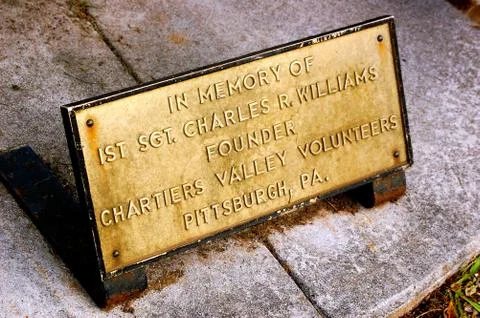 IN MEMORY OF
1ST SGT. CHARLES R. WILLIAMS
FOUNDER
CHARTIERS VALLEY VOLUNTEERS
PITTSBURGH, PA.